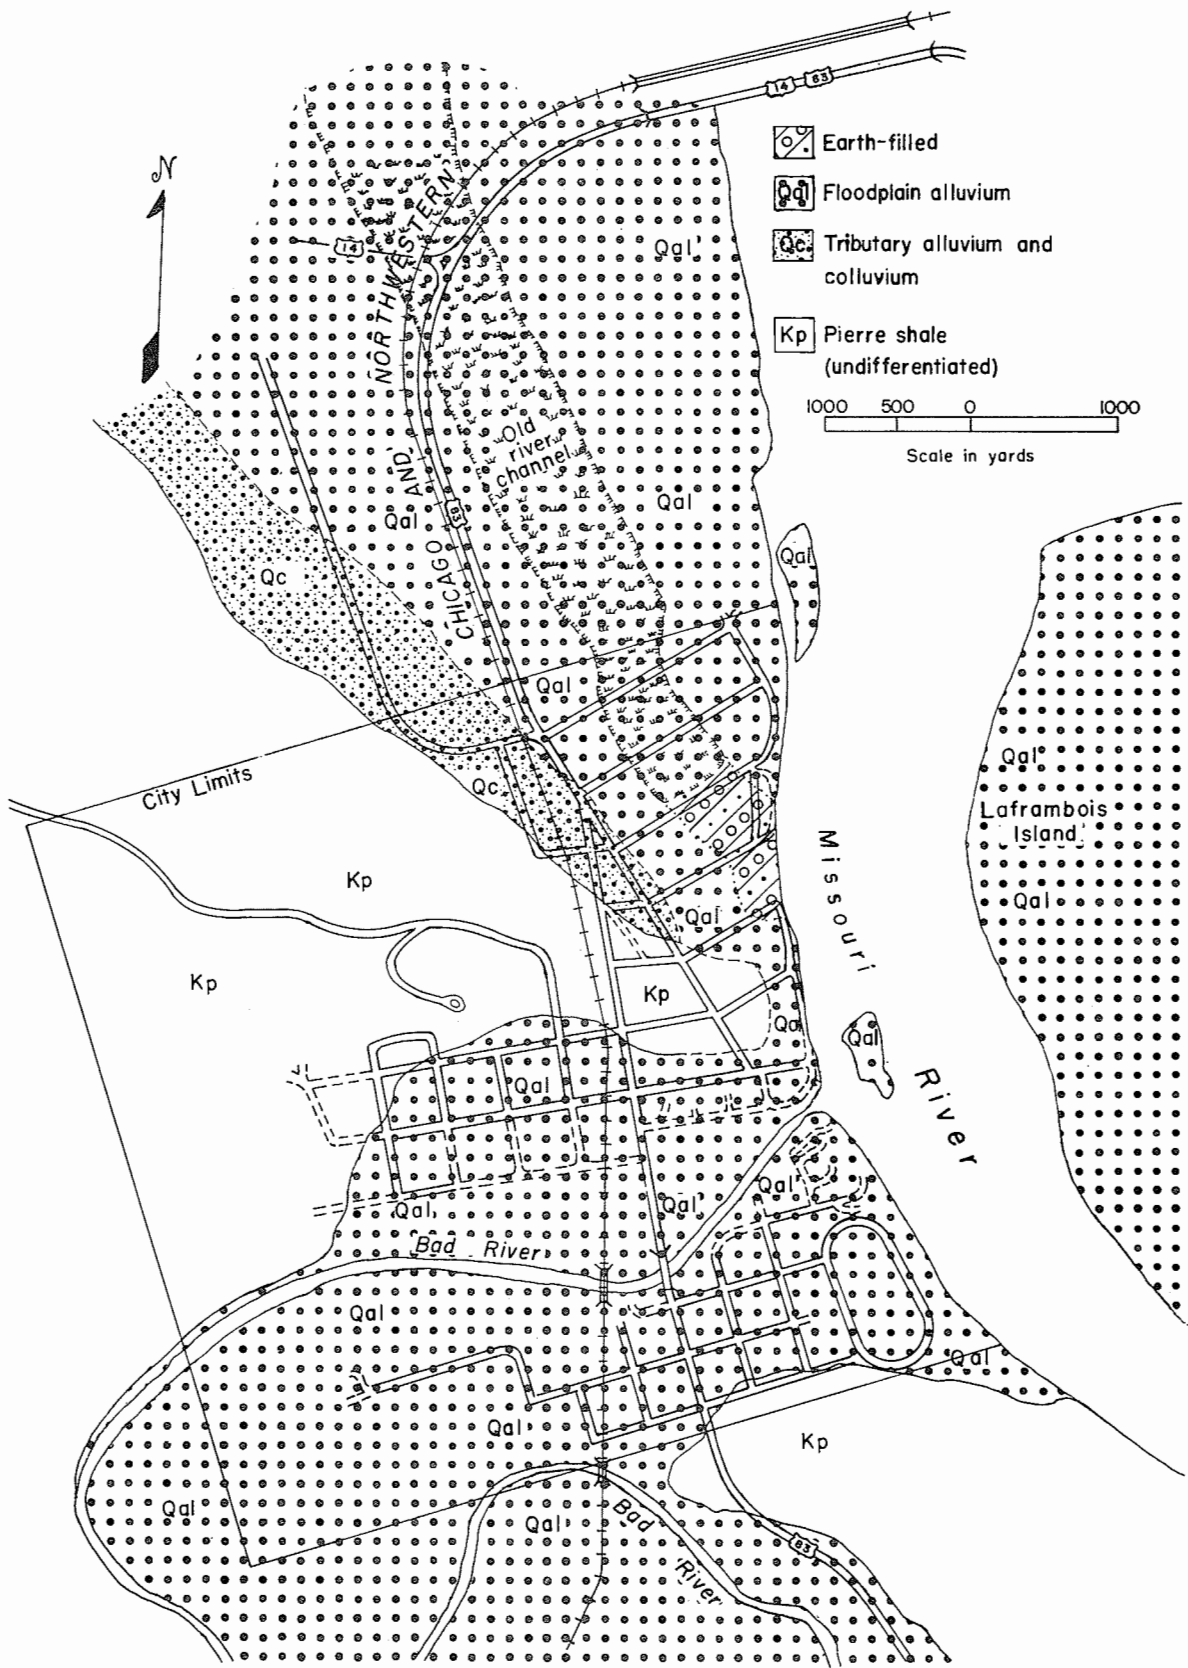 14
83
N
Earth-filled
Qal
Floodplain alluvium
Qc
Tributary alluvium and
colluvium
Kp
Pierre shale
(undifferentiated)
1000
500
0
1000
Scale in yards
14
CHICAGO AND NORTHWESTERN
Qal
Old
river
channel
Qal
Qal
83
Qal
Qc
Qal
City Limits
Qc
Qal
Laframbois
Island
Qal
Kp
Kp
Qal
Kp
Missouri
River
Qal
Qal
Qal
Qal
Qal
Qal
Bad River
Qal
Qal
Qal
Kp
Qal
Qal
Bad
River
83